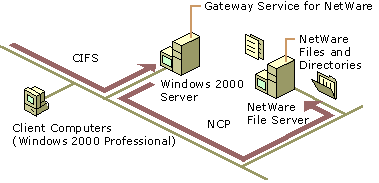 Gateway Service for NetWare
NetWare
Files and
Directories
CIFS
Windows 2000
Server
NetWare
File Server
NCP
Client Computers
(Windows 2000 Professional)